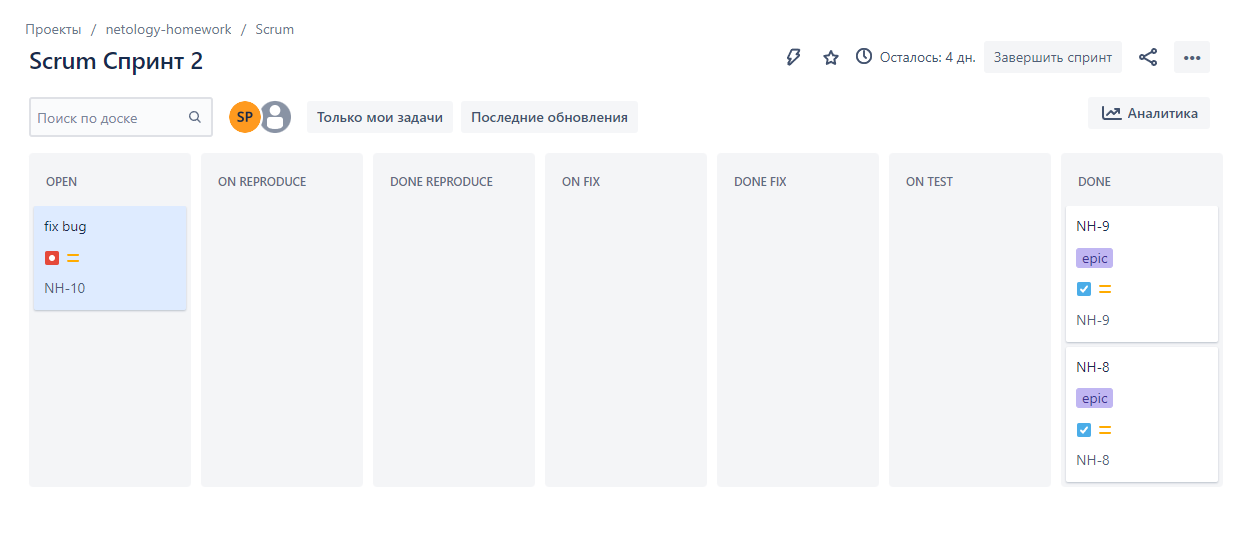 Проекты / netology-homework / Scrum
Scrum Спринт 2
Осталось: 4 дн.
Завершить спринт
Поиск по доске
SP
Только мои задачи
Последние обновления
Аналитика
OPEN
fix bug
NH-10
ON REPRODUCE
DONE REPRODUCE
ON FIX
DONE FIX
ON TEST
DONE
NH-9
epic
NH-9
NH-8
epic
NH-8